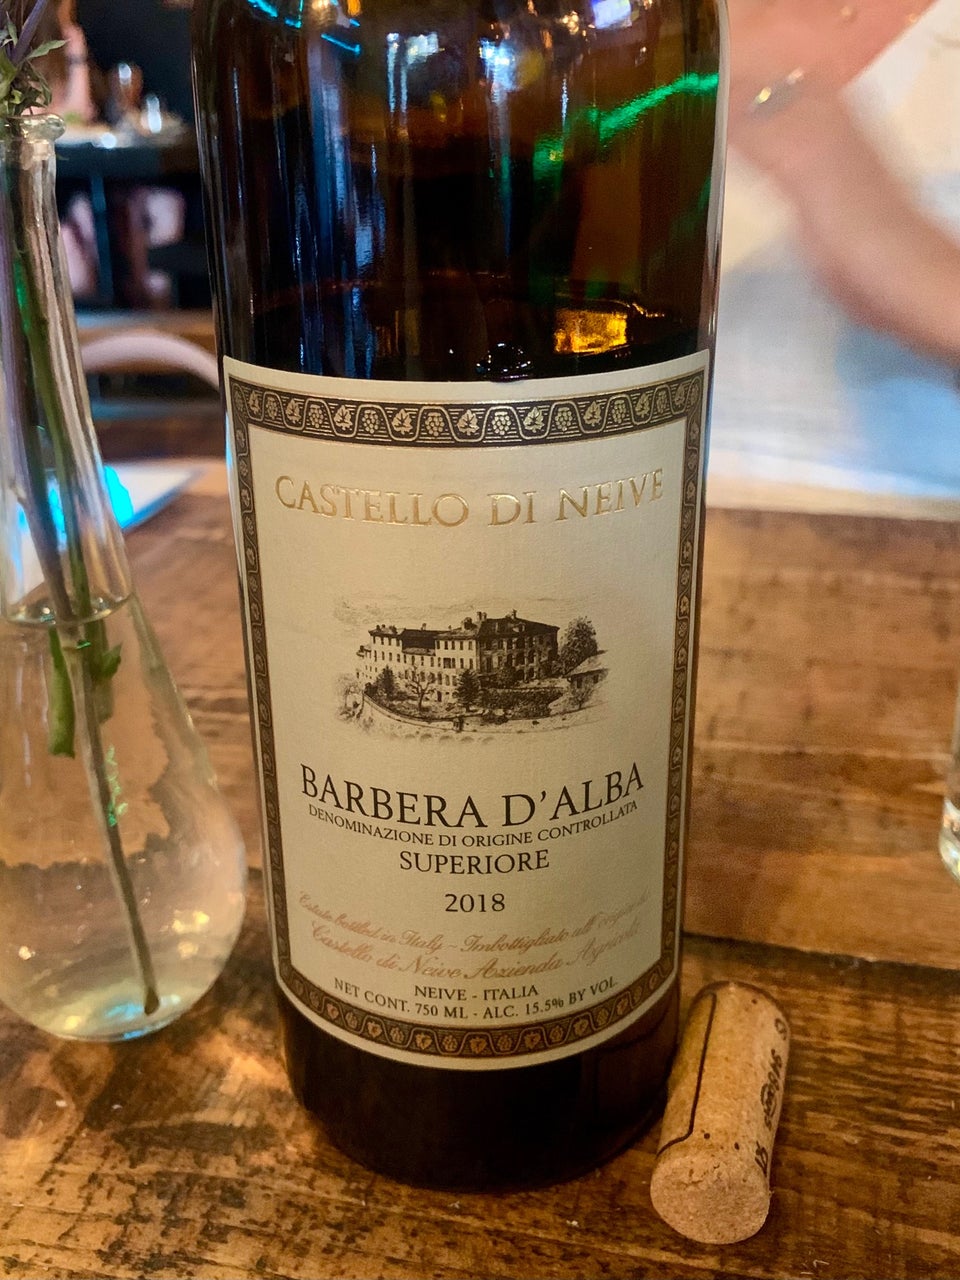 CASTELLO DI NEIVE
BARBERA D'ALBA
DENOMINAZIONE DI ORIGINE CONTROLLATA
SUPERIORE
2018
Estate bottled in Italy ~ Imbottigliato all'origine da
Castello di Neive Azienda Agricola
NEIVE - ITALIA
NET CONT. 750 ML - ALC. 15.5% BY VOL.